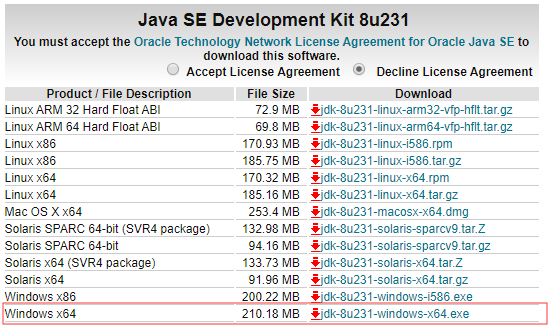 Java SE Development Kit 8u231
You must accept the Oracle Technology Network License Agreement for Oracle Java SE to
download this software.
Accept License Agreement Decline License Agreement
Product / File Description File Size Download
Linux ARM 32 Hard Float ABI 72.9 MB jdk-8u231-linux-arm32-vfp-hflt.tar.gz
Linux ARM 64 Hard Float ABI 69.8 MB jdk-8u231-linux-arm64-vfp-hflt.tar.gz
Linux x86 170.93 MB jdk-8u231-linux-i586.rpm
Linux x86 185.75 MB jdk-8u231-linux-i586.tar.gz
Linux x64 170.32 MB jdk-8u231-linux-x64.rpm
Linux x64 185.16 MB jdk-8u231-linux-x64.tar.gz
Mac OS X x64 253.4 MB jdk-8u231-macosx-x64.dmg
Solaris SPARC 64-bit (SVR4 package) 132.98 MB jdk-8u231-solaris-sparcv9.tar.Z
Solaris SPARC 64-bit 94.16 MB jdk-8u231-solaris-sparcv9.tar.gz
Solaris x64 (SVR4 package) 133.73 MB jdk-8u231-solaris-x64.tar.Z
Solaris x64 91.96 MB jdk-8u231-solaris-x64.tar.gz
Windows x86 200.22 MB jdk-8u231-windows-i586.exe
Windows x64 210.18 MB jdk-8u231-windows-x64.exe